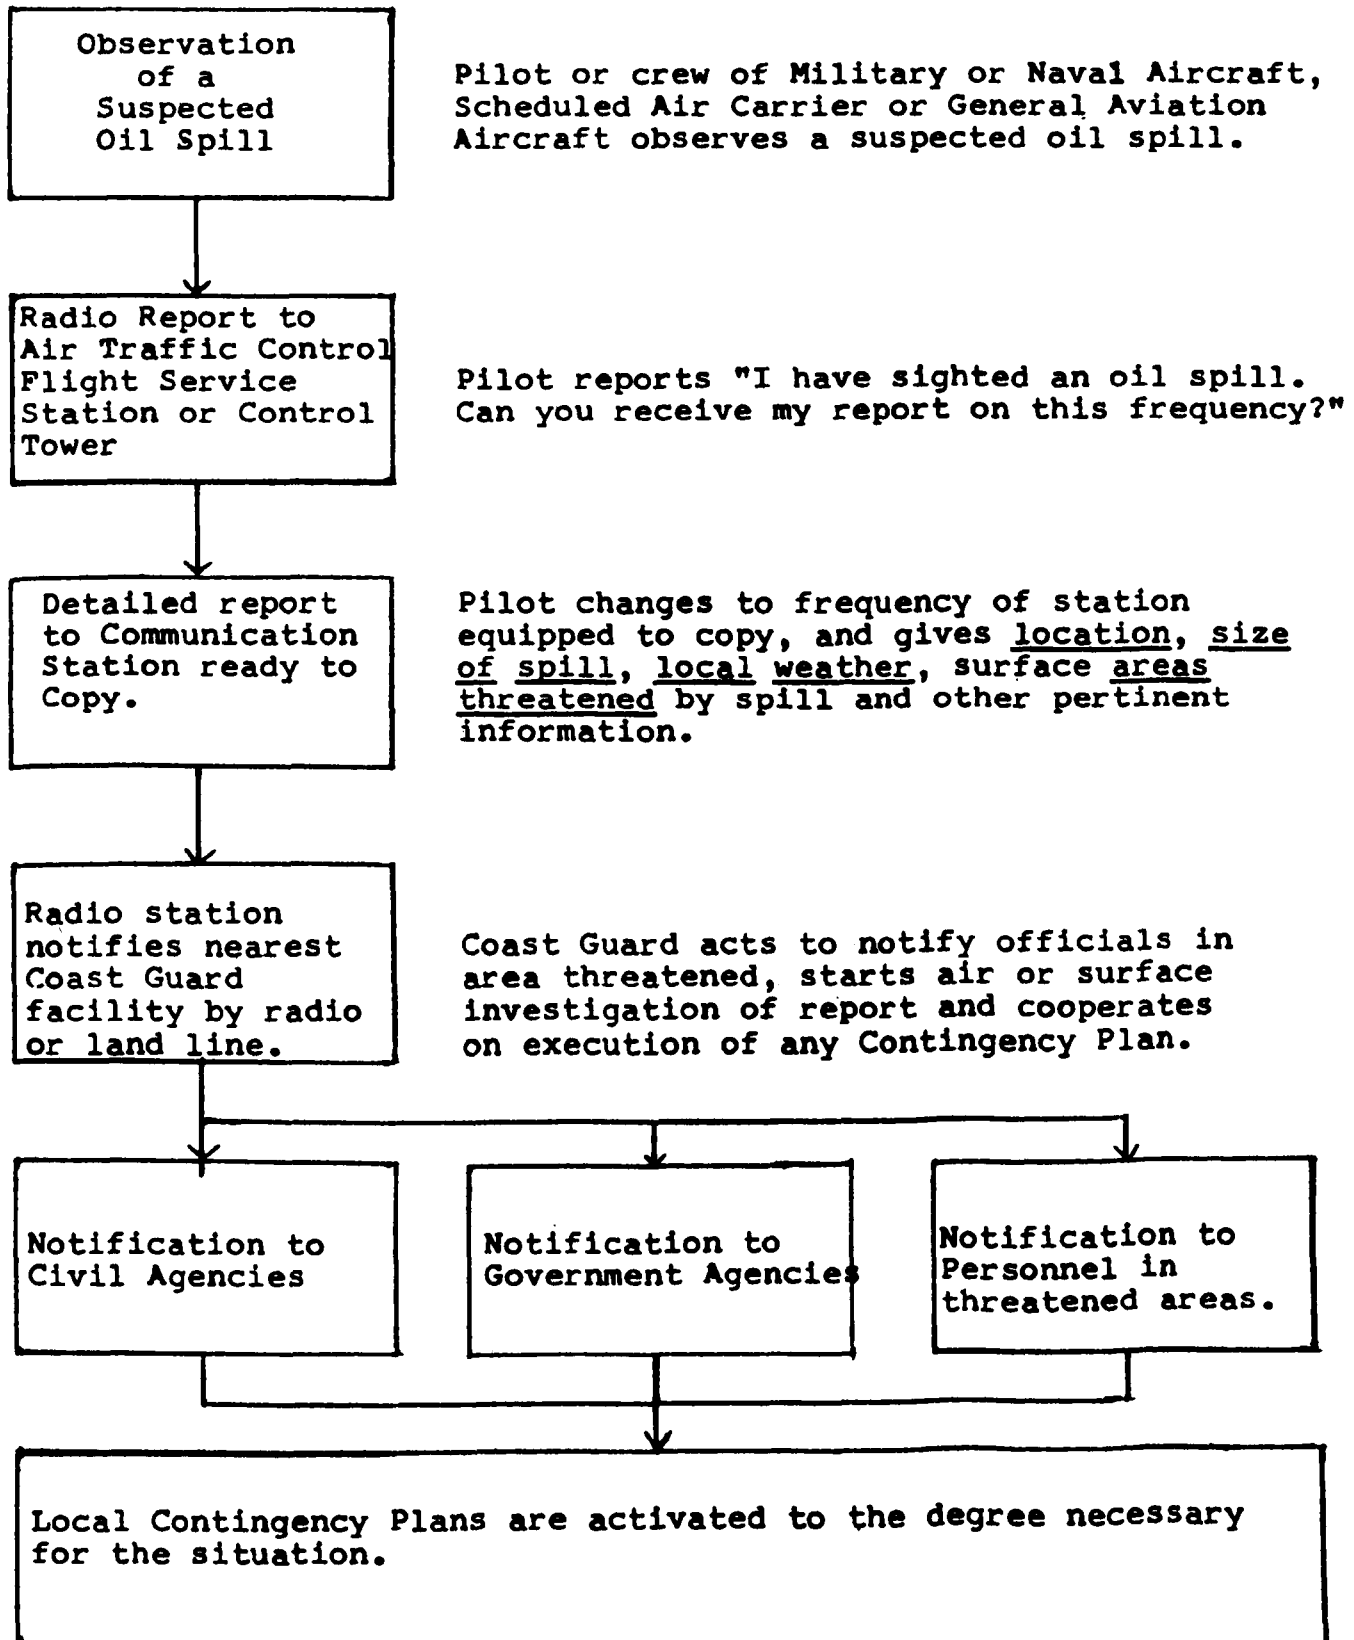 Observation
of a
Suspected
Oil Spill
Pilot or crew of Military or Naval Aircraft,
Scheduled Air Carrier or General Aviation
Aircraft observes a suspected oil spill.
Radio Report to
Air Traffic Control
Flight Service
Station or Control
Tower
Pilot reports "I have sighted an oil spill.
Can you receive my report on this frequency?"
Detailed report
to Communication
Station ready to
Copy.
Pilot changes to frequency of station
equipped to copy, and gives location, size
of spill, local weather, surface areas
threatened by spill and other pertinent
information.
Radio station
notifies nearest
Coast Guard
facility by radio
or land line.
Coast Guard acts to notify officials in
area threatened, starts air or surface
investigation of report and cooperates
on execution of any Contingency Plan.
Notification to
Civil Agencies
Notification to
Government Agencies
Notification to
Personnel in
threatened areas.
Local Contingency Plans are activated to the degree necessary
for the situation.